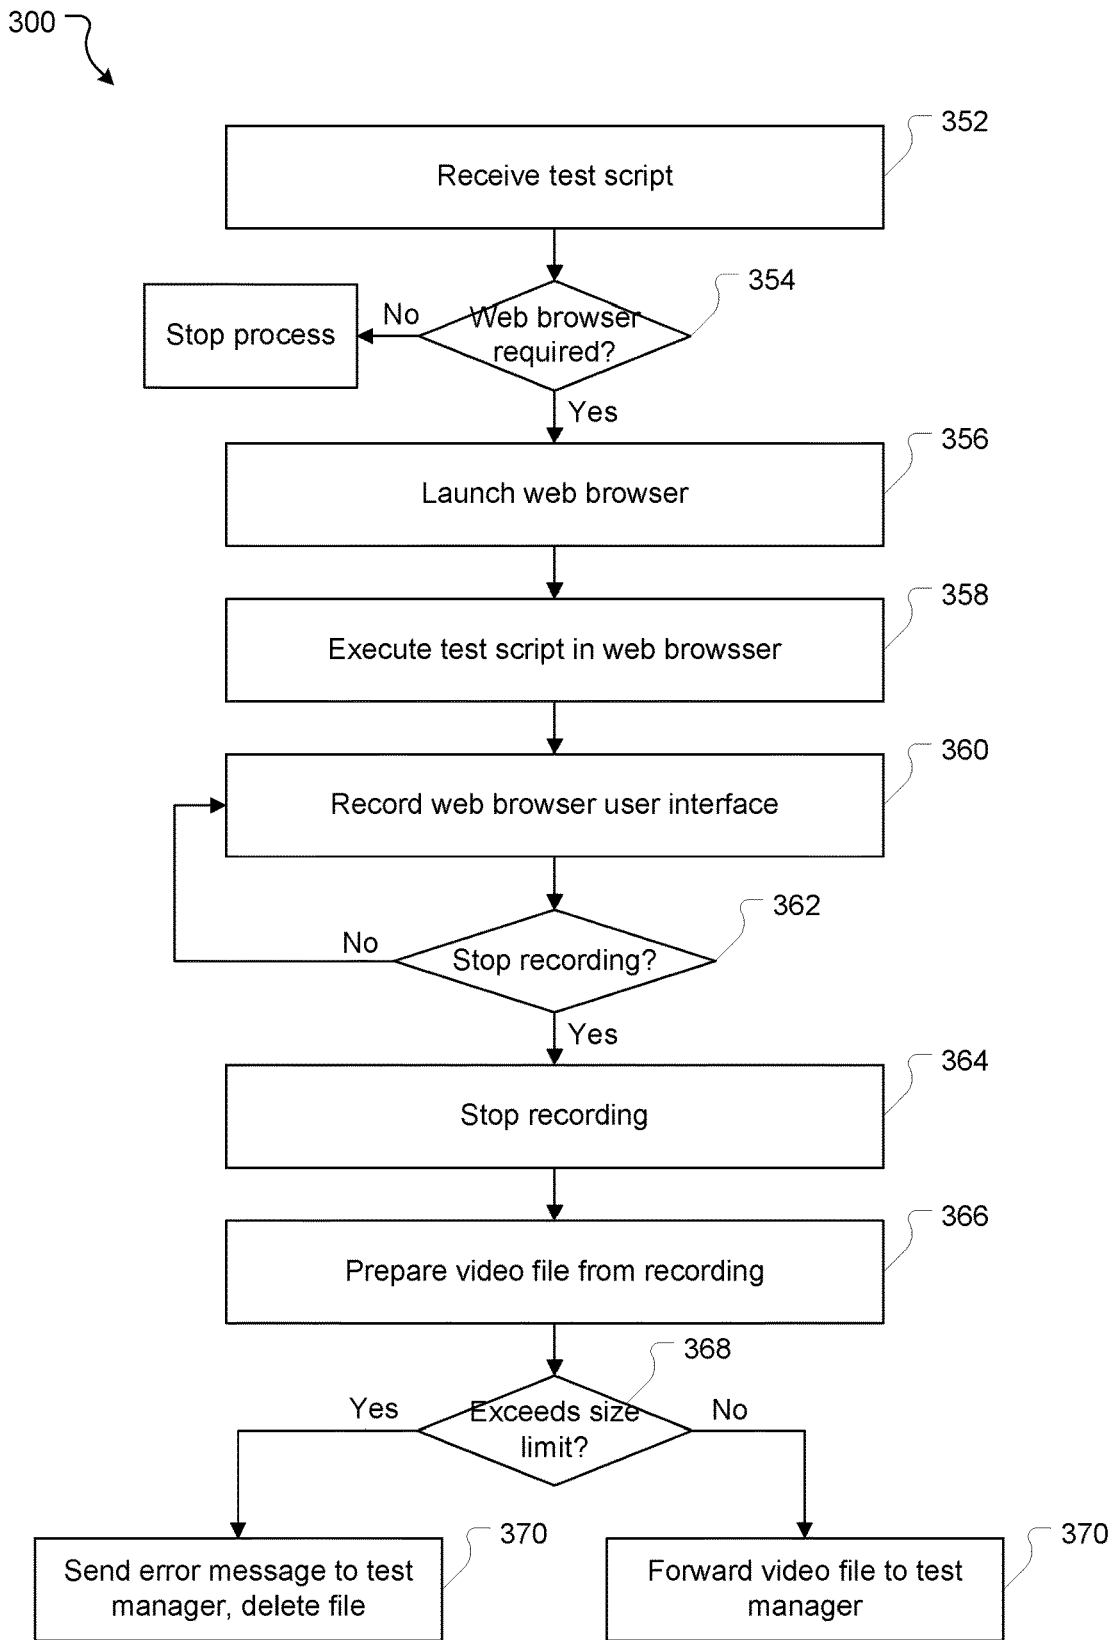 300
352
Receive test script
354
No
Web browser
required?
Stop process
Yes
356
Launch web browser
358
Execute test script in web browsser
360
Record web browser user interface
362
No
Stop recording?
Yes
364
Stop recording
366
Prepare video file from recording
368
Yes
Exceeds size
limit?
No
370
Send error message to test
manager, delete file
370
Forward video file to test
manager